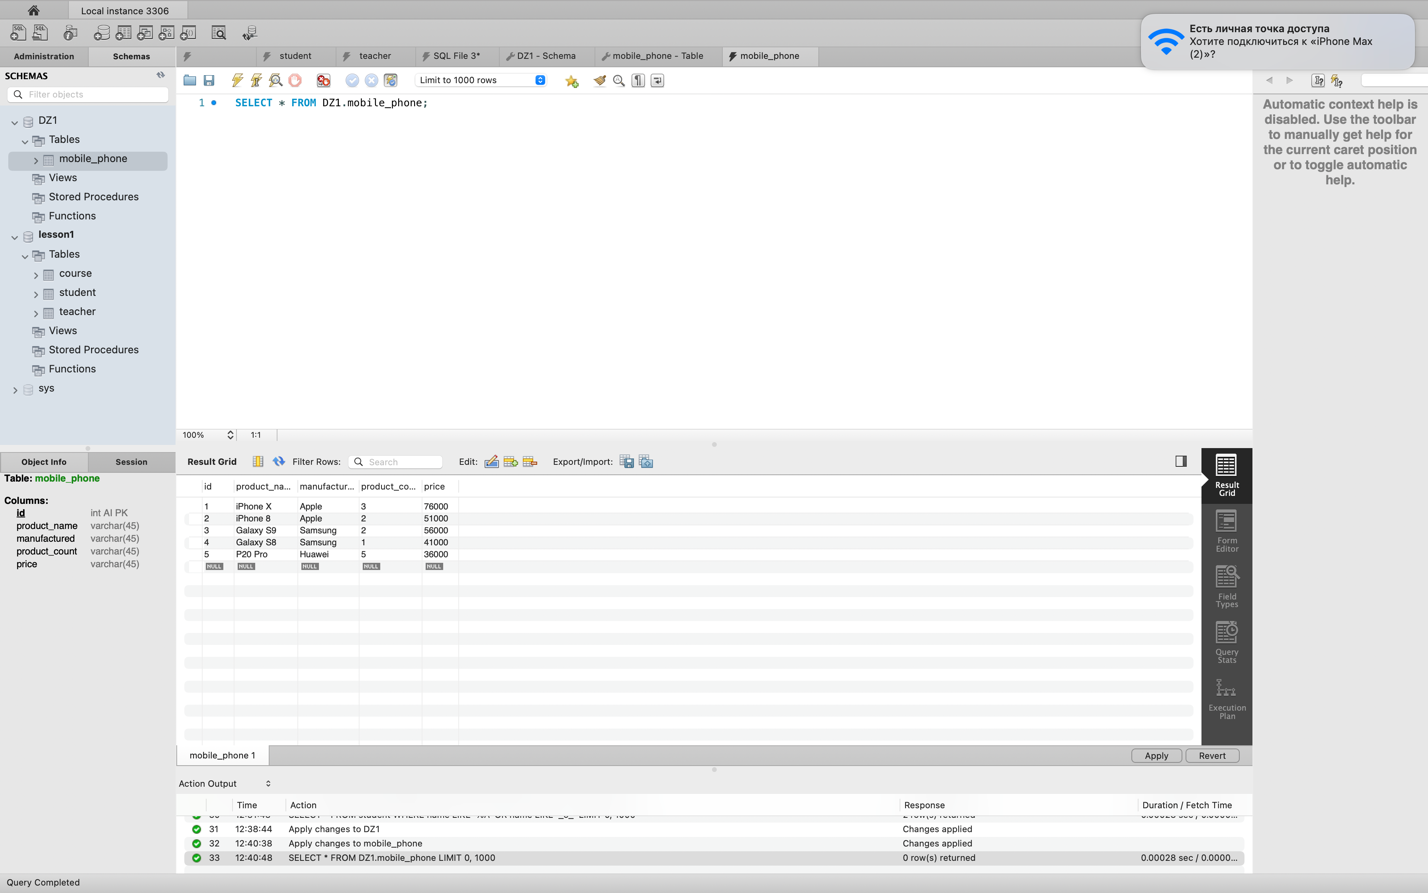 Local instance 3306
Administration
Schemas
student
teacher
SQL File 3*
DZ1 - Schema
mobile_phone - Table
mobile_phone
Есть личная точка доступа
Хотите подключиться к «iPhone Max
(2)»?
SCHEMAS
Filter objects
Limit to 1000 rows
1
SELECT * FROM DZ1.mobile_phone;
Automatic context help is
disabled. Use the toolbar
to manually get help for
the current caret position
or to toggle automatic
help.
DZ1
Tables
mobile_phone
Views
Stored Procedures
Functions
lesson1
Tables
course
student
teacher
Views
Stored Procedures
Functions
sys
100%
1:1
Object Info
Session
Table: mobile_phone
Columns:
id int AI PK
product_name varchar(45)
manufactured varchar(45)
product_count varchar(45)
price varchar(45)
Result Grid
Filter Rows:
Search
Edit:
Export/Import:
id product_na... manufactur... product_co... price
1 iPhone X Apple 3 76000
2 iPhone 8 Apple 2 51000
3 Galaxy S9 Samsung 2 56000
4 Galaxy S8 Samsung 1 41000
5 P20 Pro Huawei 5 36000
NULL NULL NULL NULL NULL
Result
Grid
Form
Editor
Field
Types
Query
Stats
Execution
Plan
mobile_phone 1
Apply
Revert
Action Output
Time Action Response Duration / Fetch Time
31 12:38:44 Apply changes to DZ1 Changes applied
32 12:40:38 Apply changes to mobile_phone Changes applied
33 12:40:48 SELECT * FROM DZ1.mobile_phone LIMIT 0, 1000 0 row(s) returned 0.00028 sec / 0.0000...
Query Completed